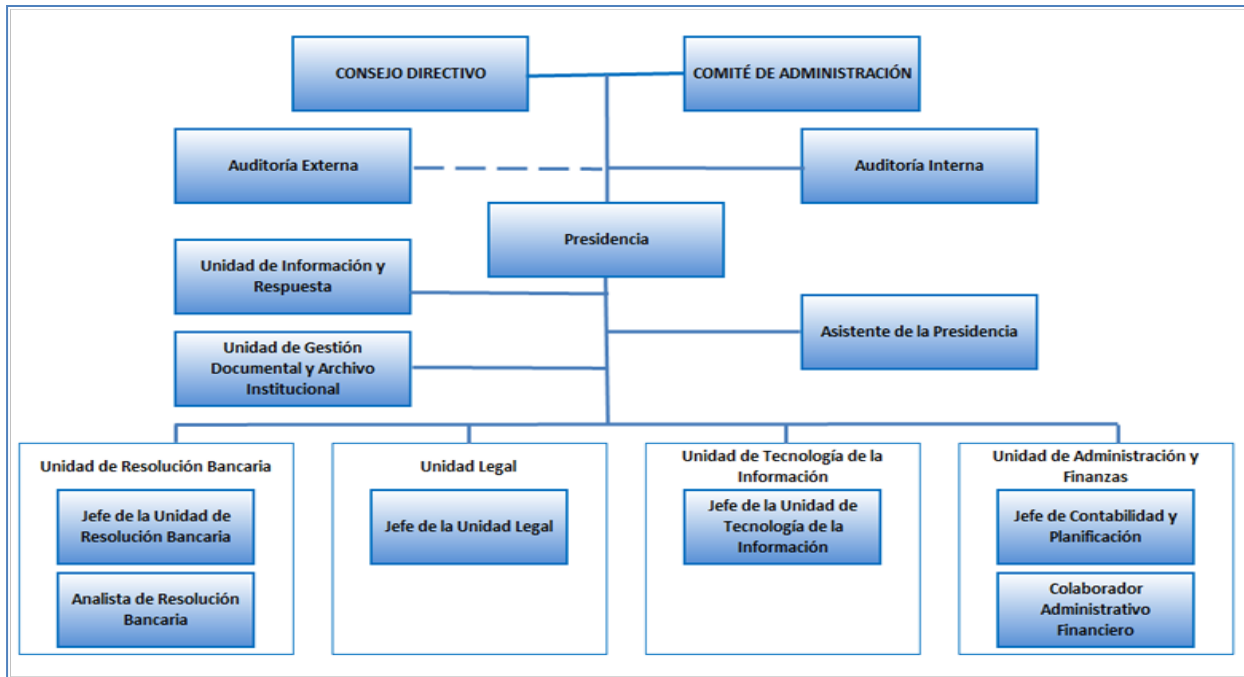 CONSEJO DIRECTIVO
COMITÉ DE ADMINISTRACIÓN
Auditoría Externa
Auditoría Interna
Presidencia
Unidad de Información y
Respuesta
Asistente de la Presidencia
Unidad de Gestión
Documental y Archivo
Institucional
Unidad de Resolución Bancaria
Jefe de la Unidad de
Resolución Bancaria
Analista de Resolución
Bancaria
Unidad Legal
Jefe de la Unidad Legal
Unidad de Tecnología de la
Información
Jefe de la Unidad de
Tecnología de la
Información
Unidad de Administración y
Finanzas
Jefe de Contabilidad y
Planificación
Colaborador
Administrativo
Financiero